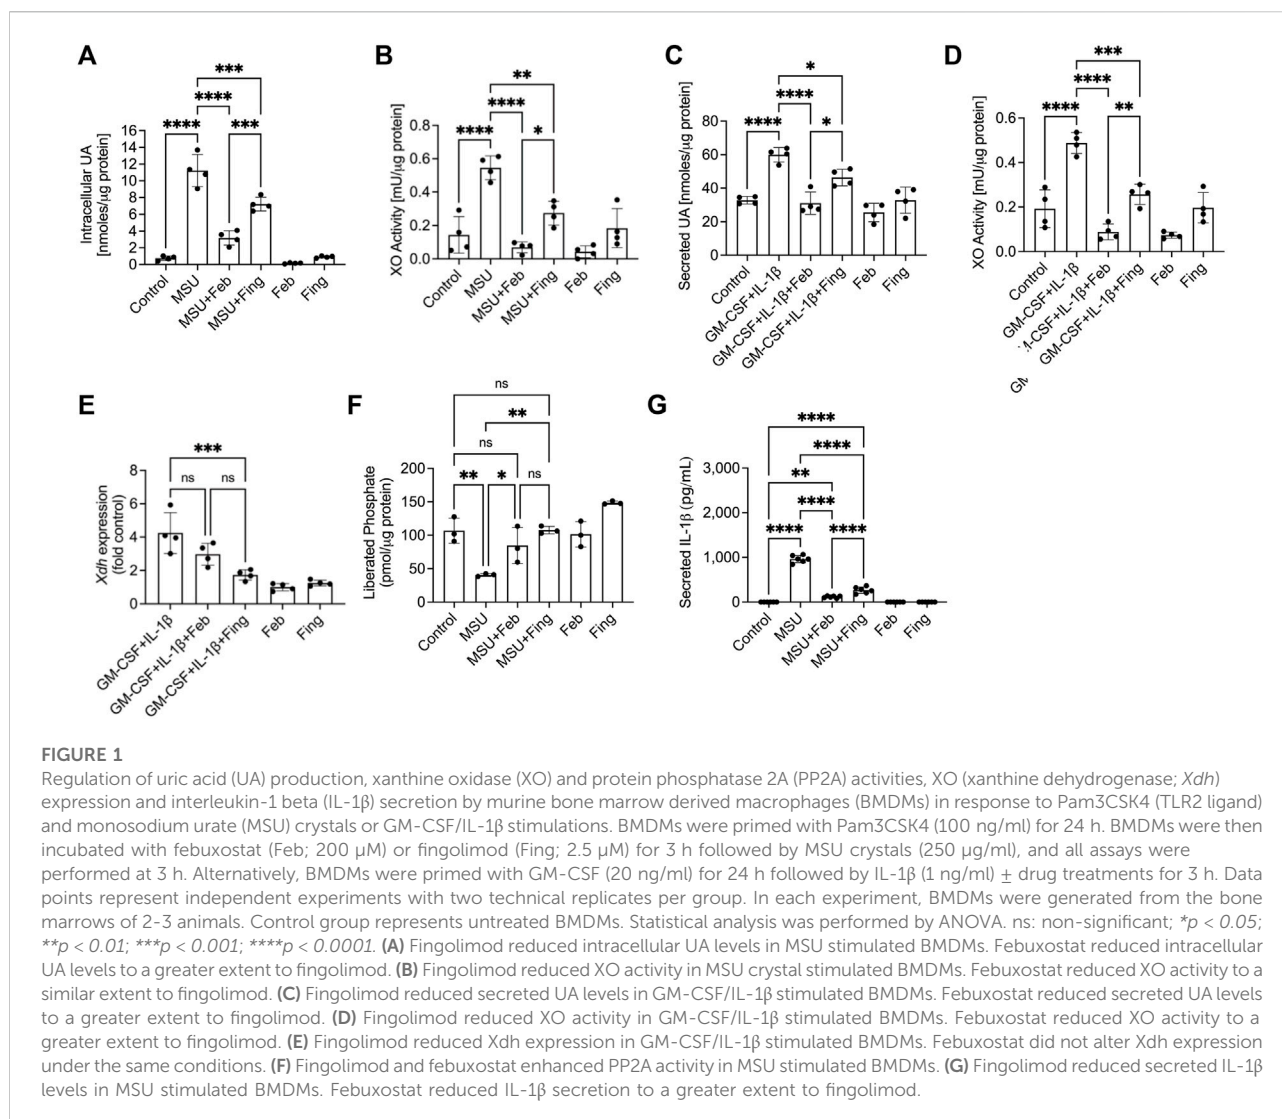 A
***
****
****
***
Intracellular UA
[nmoles/µg protein]
16
14
12
10
8
6
4
2
0
Control
MSU
MSU+Feb
MSU+Fing
Feb
Fing
B
**
****
****
*
XO Activity [mU/µg protein]
0.8
0.6
0.4
0.2
0.0
Control
MSU
MSU+Feb
MSU+Fing
Feb
Fing
C
*
****
****
*
Secreted UA [nmoles/µg protein]
80
60
40
20
0
Control
GM-CSF+IL-1β
GM-CSF+IL-1β+Feb
GM-CSF+IL-1β+Fing
Feb
Fing
D
***
****
****
**
XO Activity [mU/µg protein]
0.6
0.4
0.2
0.0
Control
GM-CSF+IL-1β
M-CSF+IL-1β+Feb
GM-CSF+IL-1β+Fing
Feb
Fing
GM
E
***
ns
ns
Xdh expression
(fold control)
8
6
4
2
0
GM-CSF+IL-1β
GM-CSF+IL-1β+Feb
GM-CSF+IL-1β+Fing
Feb
Fing
F
ns
**
ns
**
*
ns
Liberated Phosphate
(pmol/µg protein)
200
150
100
50
0
Control
MSU
MSU+Feb
MSU+Fing
Feb
Fing
G
****
****
**
****
****
****
Secreted IL-1β (pg/mL)
3,000
2,000
1,000
0
Control
MSU
MSU+Feb
MSU+Fing
Feb
Fing
FIGURE 1
Regulation of uric acid (UA) production, xanthine oxidase (XO) and protein phosphatase 2A (PP2A) activities, XO (xanthine dehydrogenase; Xdh)
expression and interleukin-1 beta (IL-1β) secretion by murine bone marrow derived macrophages (BMDMs) in response to Pam3CSK4 (TLR2 ligand)
and monosodium urate (MSU) crystals or GM-CSF/IL-1β stimulations. BMDMs were primed with Pam3CSK4 (100 ng/ml) for 24 h. BMDMs were then
incubated with febuxostat (Feb; 200 µM) or fingolimod (Fing; 2.5 µM) for 3 h followed by MSU crystals (250 µg/ml), and all assays were
performed at 3 h. Alternatively, BMDMs were primed with GM-CSF (20 ng/ml) for 24 h followed by IL-1β (1 ng/ml) ± drug treatments for 3 h. Data
points represent independent experiments with two technical replicates per group. In each experiment, BMDMs were generated from the bone
marrows of 2-3 animals. Control group represents untreated BMDMs. Statistical analysis was performed by ANOVA. ns: non-significant; *p < 0.05;
**p < 0.01; ***p < 0.001; ****p < 0.0001. (A) Fingolimod reduced intracellular UA levels in MSU stimulated BMDMs. Febuxostat reduced intracellular
UA levels to a greater extent to fingolimod. (B) Fingolimod reduced XO activity in MSU crystal stimulated BMDMs. Febuxostat reduced XO activity to a
similar extent to fingolimod. (C) Fingolimod reduced secreted UA levels in GM-CSF/IL-1β stimulated BMDMs. Febuxostat reduced secreted UA levels
to a greater extent to fingolimod. (D) Fingolimod reduced XO activity in GM-CSF/IL-1β stimulated BMDMs. Febuxostat reduced XO activity to a
greater extent to fingolimod. (E) Fingolimod reduced Xdh expression in GM-CSF/IL-1β stimulated BMDMs. Febuxostat did not alter Xdh expression
under the same conditions. (F) Fingolimod and febuxostat enhanced PP2A activity in MSU stimulated BMDMs. (G) Fingolimod reduced secreted IL-1β
levels in MSU stimulated BMDMs. Febuxostat reduced IL-1β secretion to a greater extent to fingolimod.